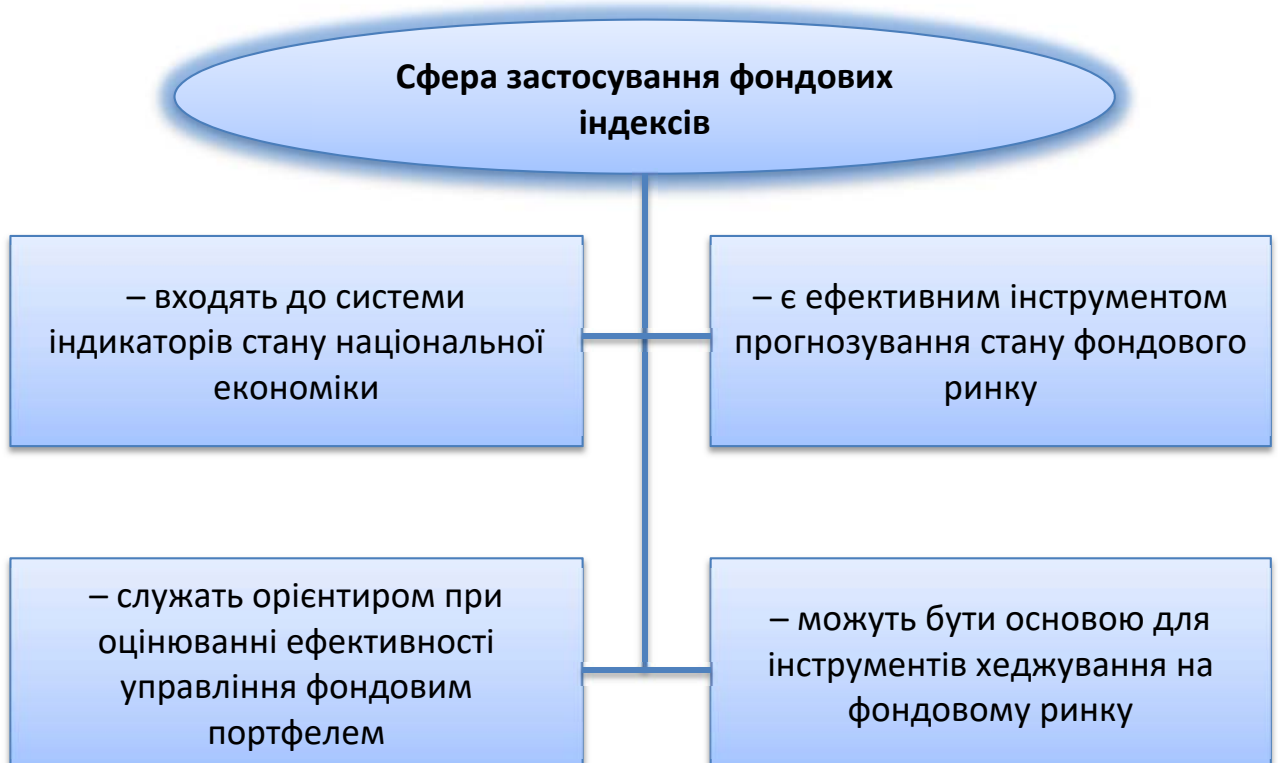 Сфера застосування фондових
індексів
– входять до системи
індикаторів стану національної
економіки
– є ефективним інструментом
прогнозування стану фондового
ринку
– служать орієнтиром при
оцінюванні ефективності
управління фондовим
портфелем
– можуть бути основою для
інструментів хеджування на
фондовому ринку